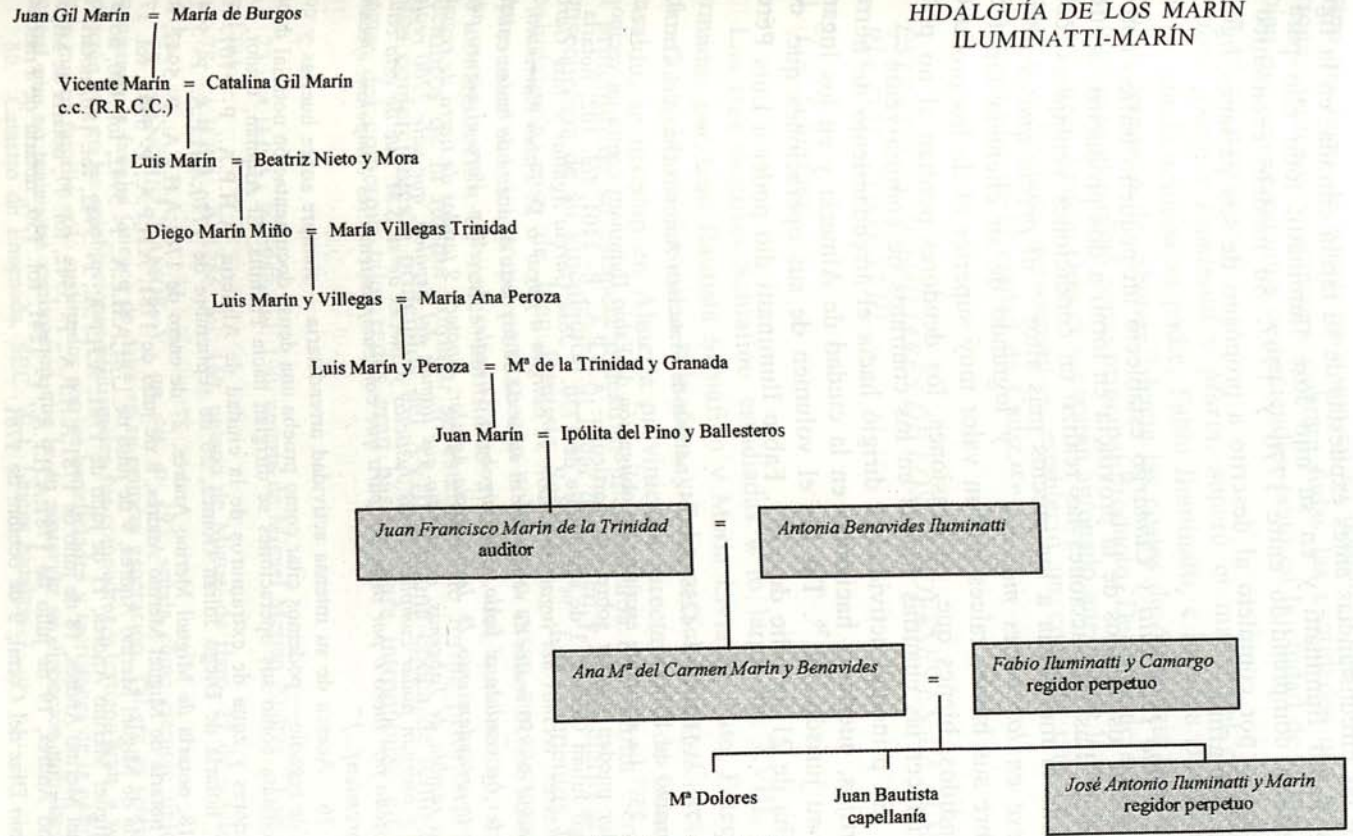 HIDALGUÍA DE LOS MARÍN
ILUMINATTI-MARÍN
Juan Gil Marín = María de Burgos
Vicente Marín = Catalina Gil Marín
c.c. (R.R.C.C.)
Luis Marín = Beatriz Nieto y Mora
Diego Marín Miño = María Villegas Trinidad
Luis Marín y Villegas = María Ana Peroza
Luis Marín y Peroza = Mª de la Trinidad y Granada
Juan Marín = Ipólita del Pino y Ballesteros
Juan Francisco Marín de la Trinidad = Antonia Benavides Iluminatti
auditor
Ana Mª del Carmen Marín y Benavides = Fabio Iluminatti y Camargo
regidor perpetuo
Mª Dolores
Juan Bautista
capellanía
José Antonio Iluminatti y Marín
regidor perpetuo